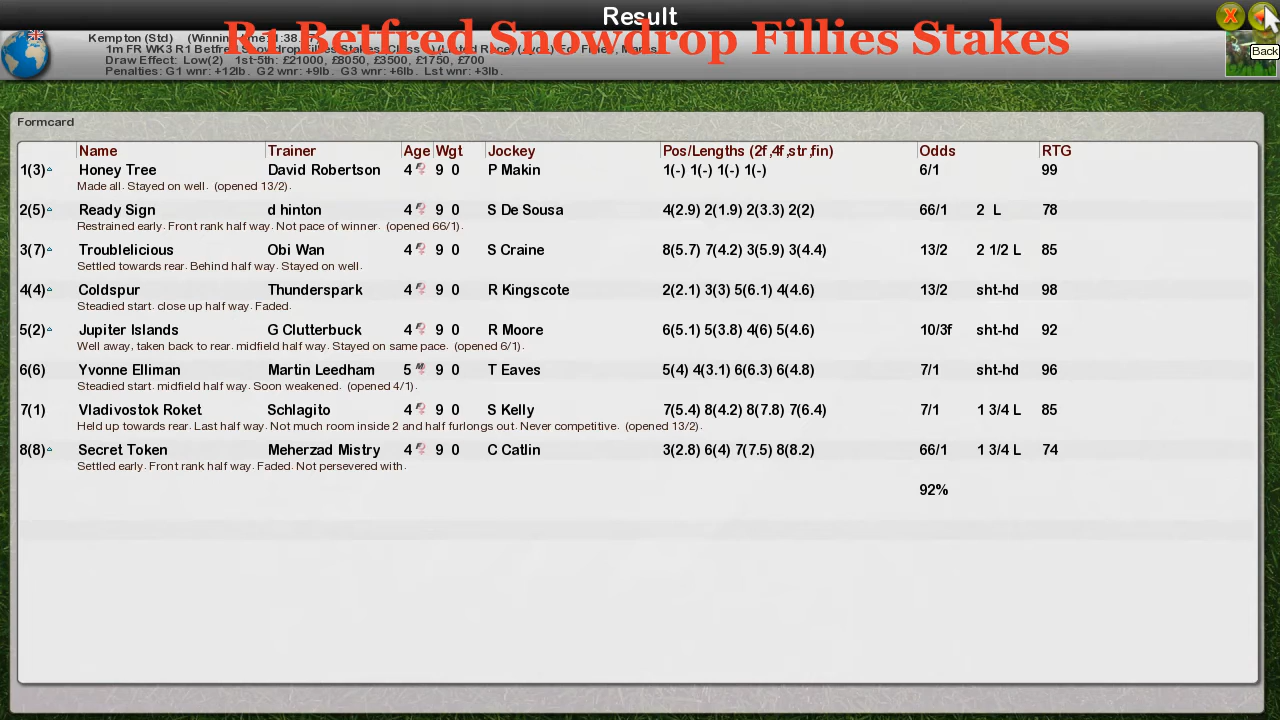 Result
R1 Betfred Snowdrop Fillies Stakes
Kempton (Std) (Winning
1m FR WK3 R1 Betfred Snowdrop Fillies Stakes
Draw Effect: Low(2) 1st-5th: £21000, £8050, £3500, £1750, £700
Penalties: G1 wnr: +12lb. G2 wnr: +9lb. G3 wnr: +6lb. Lst wnr: +3lb.
X
Back
Formcard
Name Trainer Age Wgt Jockey Pos/Lengths (2f,4f,str,fin) Odds RTG
1(3) Honey Tree David Robertson 4 9 0 P Makin 1(-) 1(-) 1(-) 1(-) 6/1 99
Made all. Stayed on well. (opened 13/2).
2(5) Ready Sign d hinton 4 9 0 S De Sousa 4(2.9) 2(1.9) 2(3.3) 2(2) 66/1 2 L 78
Restrained early. Front rank half way. Not pace of winner. (opened 66/1).
3(7) Troublelicious Obi Wan 4 9 0 S Craine 8(5.7) 7(4.2) 3(5.9) 3(4.4) 13/2 2 1/2 L 85
Settled towards rear. Behind half way. Stayed on well.
4(4) Coldspur Thunderspark 4 9 0 R Kingscote 2(2.1) 3(3) 5(6.1) 4(4.6) 13/2 sht-hd 98
Steadied start. close up half way. Faded.
5(2) Jupiter Islands G Clutterbuck 4 9 0 R Moore 6(5.1) 5(3.8) 4(6) 5(4.6) 10/3f sht-hd 92
Well away, taken back to rear. midfield half way. Stayed on same pace. (opened 6/1).
6(6) Yvonne Elliman Martin Leedham 5 9 0 T Eaves 5(4) 4(3.1) 6(6.3) 6(4.8) 7/1 sht-hd 96
Steadied start. midfield half way. Soon weakened. (opened 4/1).
7(1) Vladivostok Roket Schlagito 4 9 0 S Kelly 7(5.4) 8(4.2) 8(7.8) 7(6.4) 7/1 1 3/4 L 85
Held up towards rear. Last half way. Not much room inside 2 and half furlongs out. Never competitive. (opened 13/2).
8(8) Secret Token Meherzad Mistry 4 9 0 C Catlin 3(2.8) 6(4) 7(7.5) 8(8.2) 66/1 1 3/4 L 74
Settled early. Front rank half way. Faded. Not persevered with.
92%